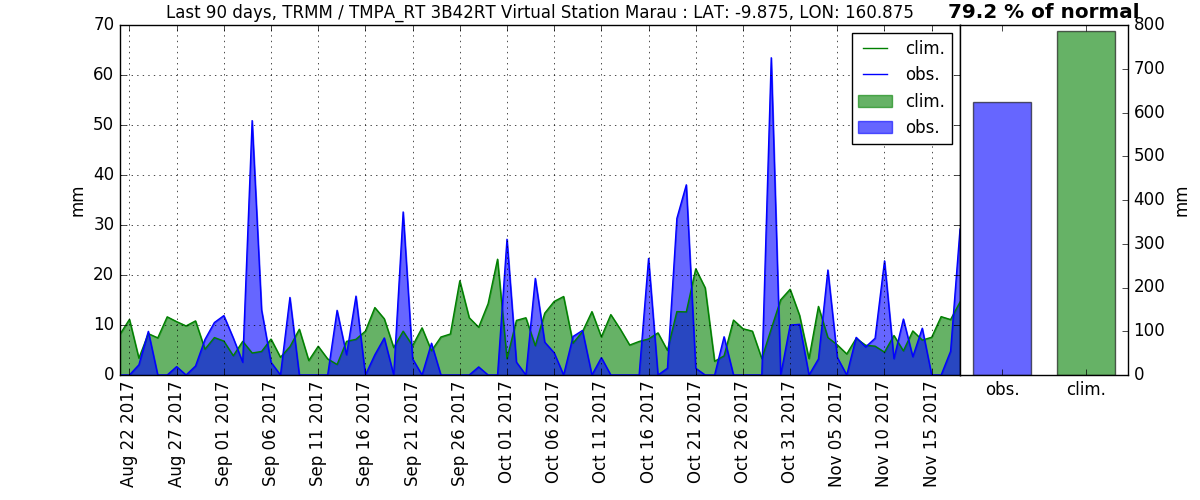 Last 90 days, TRMM / TMPA_RT 3B42RT Virtual Station Marau : LAT: -9.875, LON: 160.875
79.2 % of normal
70
60
50
40
30
20
10
0
mm
clim.
obs.
clim.
obs.
800
700
600
500
400
300
200
100
0
mm
obs.
clim.
Aug 22 2017
Aug 27 2017
Sep 01 2017
Sep 06 2017
Sep 11 2017
Sep 16 2017
Sep 21 2017
Sep 26 2017
Oct 01 2017
Oct 06 2017
Oct 11 2017
Oct 16 2017
Oct 21 2017
Oct 26 2017
Oct 31 2017
Nov 05 2017
Nov 10 2017
Nov 15 2017